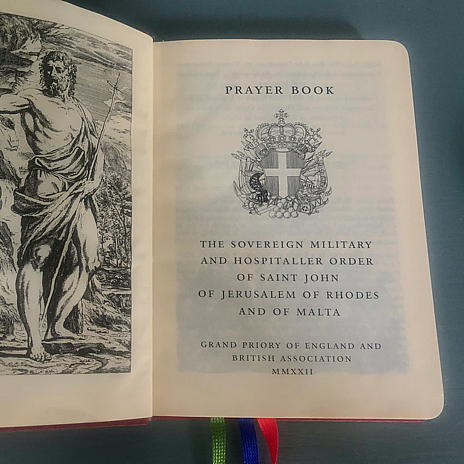 PRAYER BOOK
THE SOVEREIGN MILITARY
AND HOSPITALLER ORDER
OF SAINT JOHN
OF JERUSALEM OF RHODES
AND OF MALTA
GRAND PRIORY OF ENGLAND AND
BRITISH ASSOCIATION
MMXXII